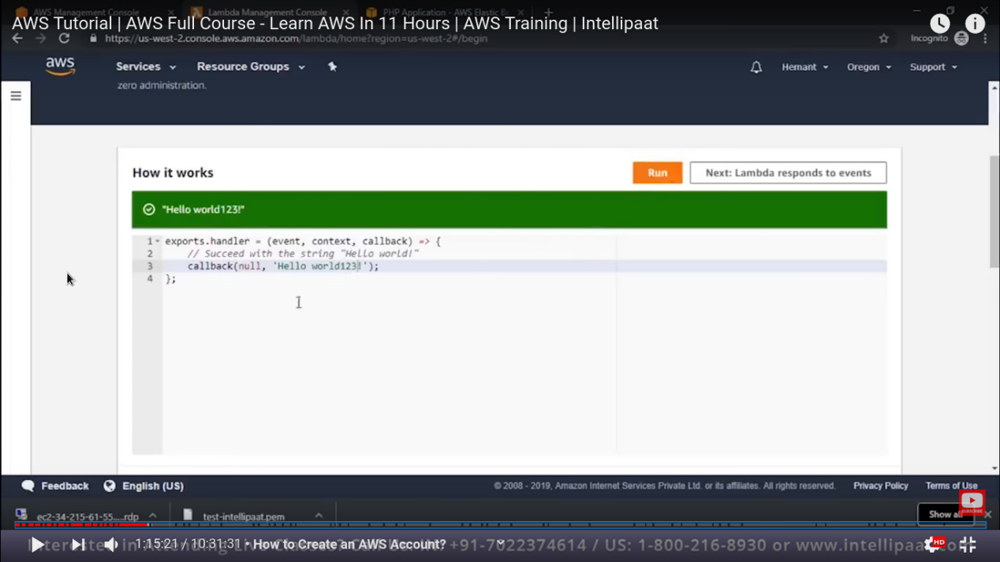 AWS Management Console
Lambda Management Console
PHP Application - AWS Elastic B
AWS Tutorial | AWS Full Course - Learn AWS In 11 Hours | AWS Training | Intellipaat
https://us-west-2.console.aws.amazon.com/lambda/home?region=us-west-2#/begin
Incognito
aws
Services
Resource Groups
Hemant
Oregon
Support
zero administration.
How it works
Run
Next: Lambda responds to events
"Hello world123!"
1 exports.handler = (event, context, callback) => {
2 // Succeed with the string "Hello world!"
3 callback(null, 'Hello world123!');
4 };
Feedback
English (US)
© 2008 - 2019, Amazon Internet Services Private Ltd. or its affiliates. All rights reserved.
Privacy Policy
Terms of Use
SUBSCRIBE
ec2-34-215-61-55....rdp
test-intellipaat.pem
Show all
1:15:21 / 10:31:31 • How to Create an AWS Account?
+91-7022374614 / US: 1-800-216-8930 or www.intellipaat
HD